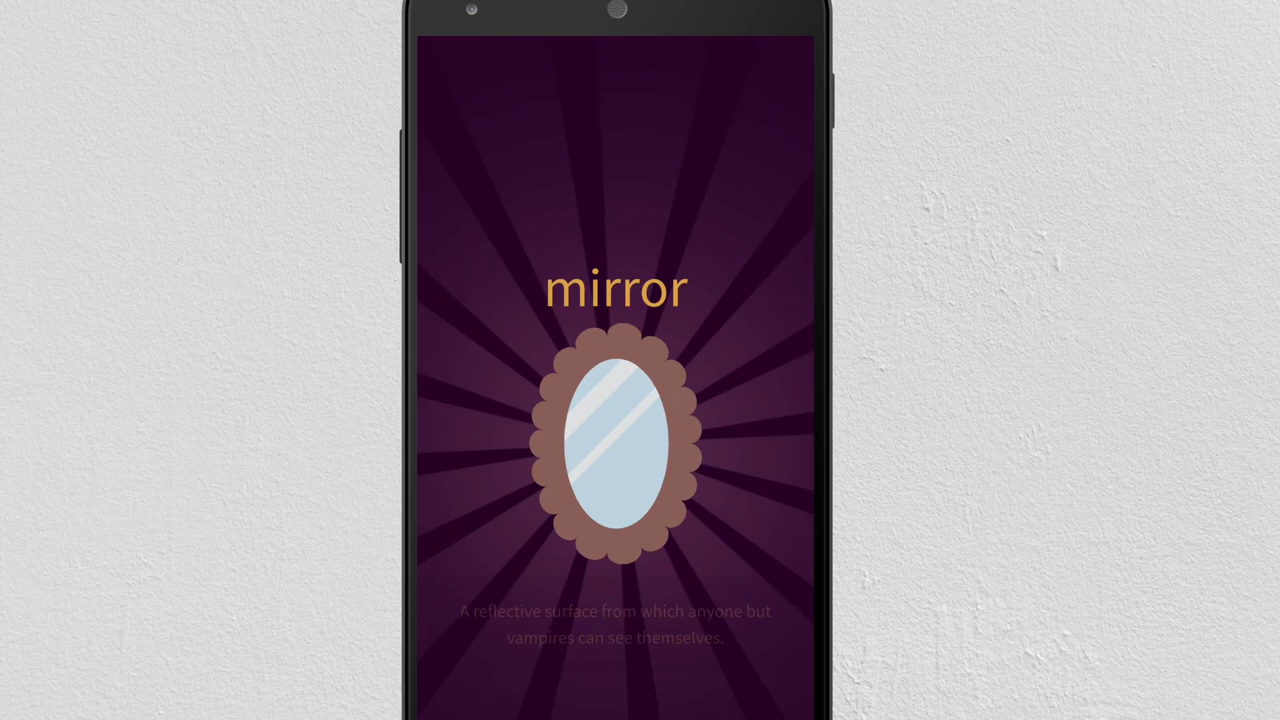 mirror
A reflective surface from which anyone but
vampires can see themselves.